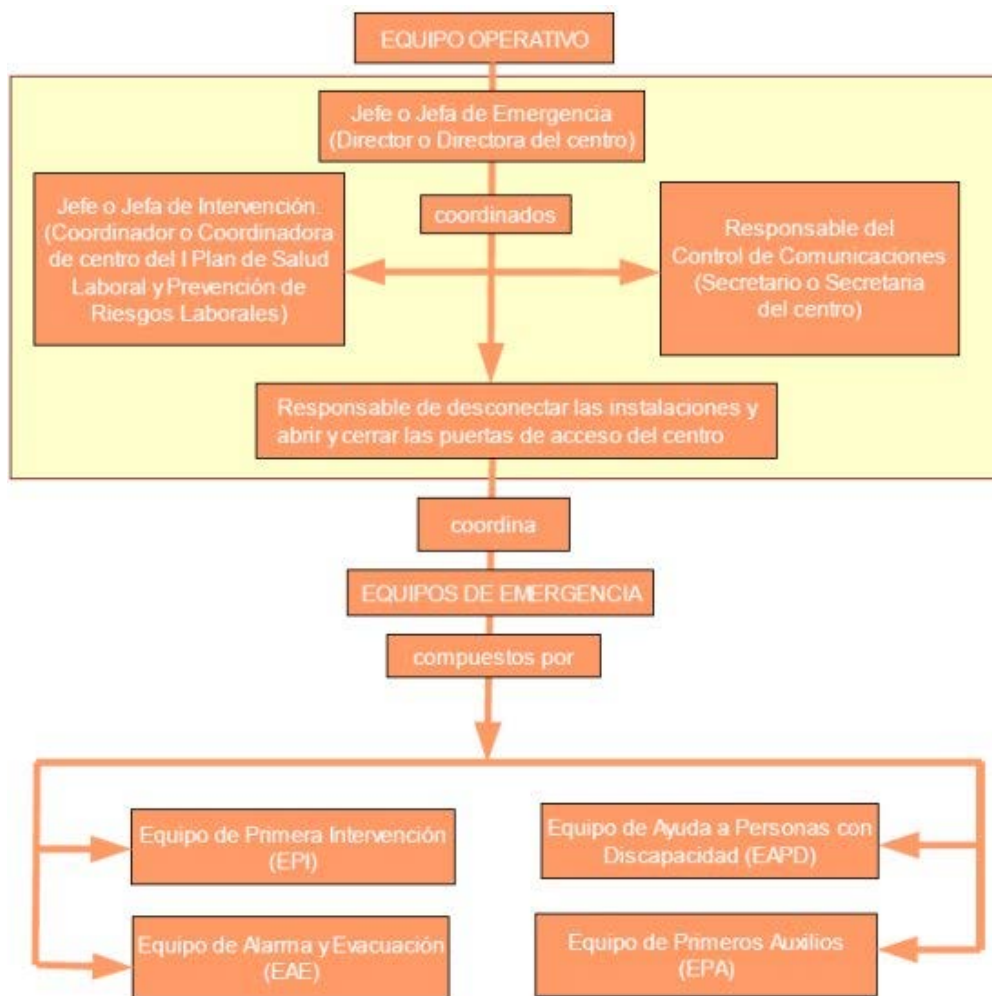 EQUIPO OPERATIVO
Jefe o Jefa de Emergencia
(Director o Directora del centro)
coordinados
Jefe o Jefa de Intervención.
(Coordinador o Coordinadora
de centro del I Plan de Salud
Laboral y Prevención de
Riesgos Laborales)
Responsable del
Control de Comunicaciones
(Secretario o Secretaria
del centro)
Responsable de desconectar las instalaciones y
abrir y cerrar las puertas de acceso del centro
coordina
EQUIPOS DE EMERGENCIA
compuestos por
Equipo de Primera Intervención
(EPI)
Equipo de Ayuda a Personas con
Discapacidad (EAPD)
Equipo de Alarma y Evacuación
(EAE)
Equipo de Primeros Auxilios
(EPA)